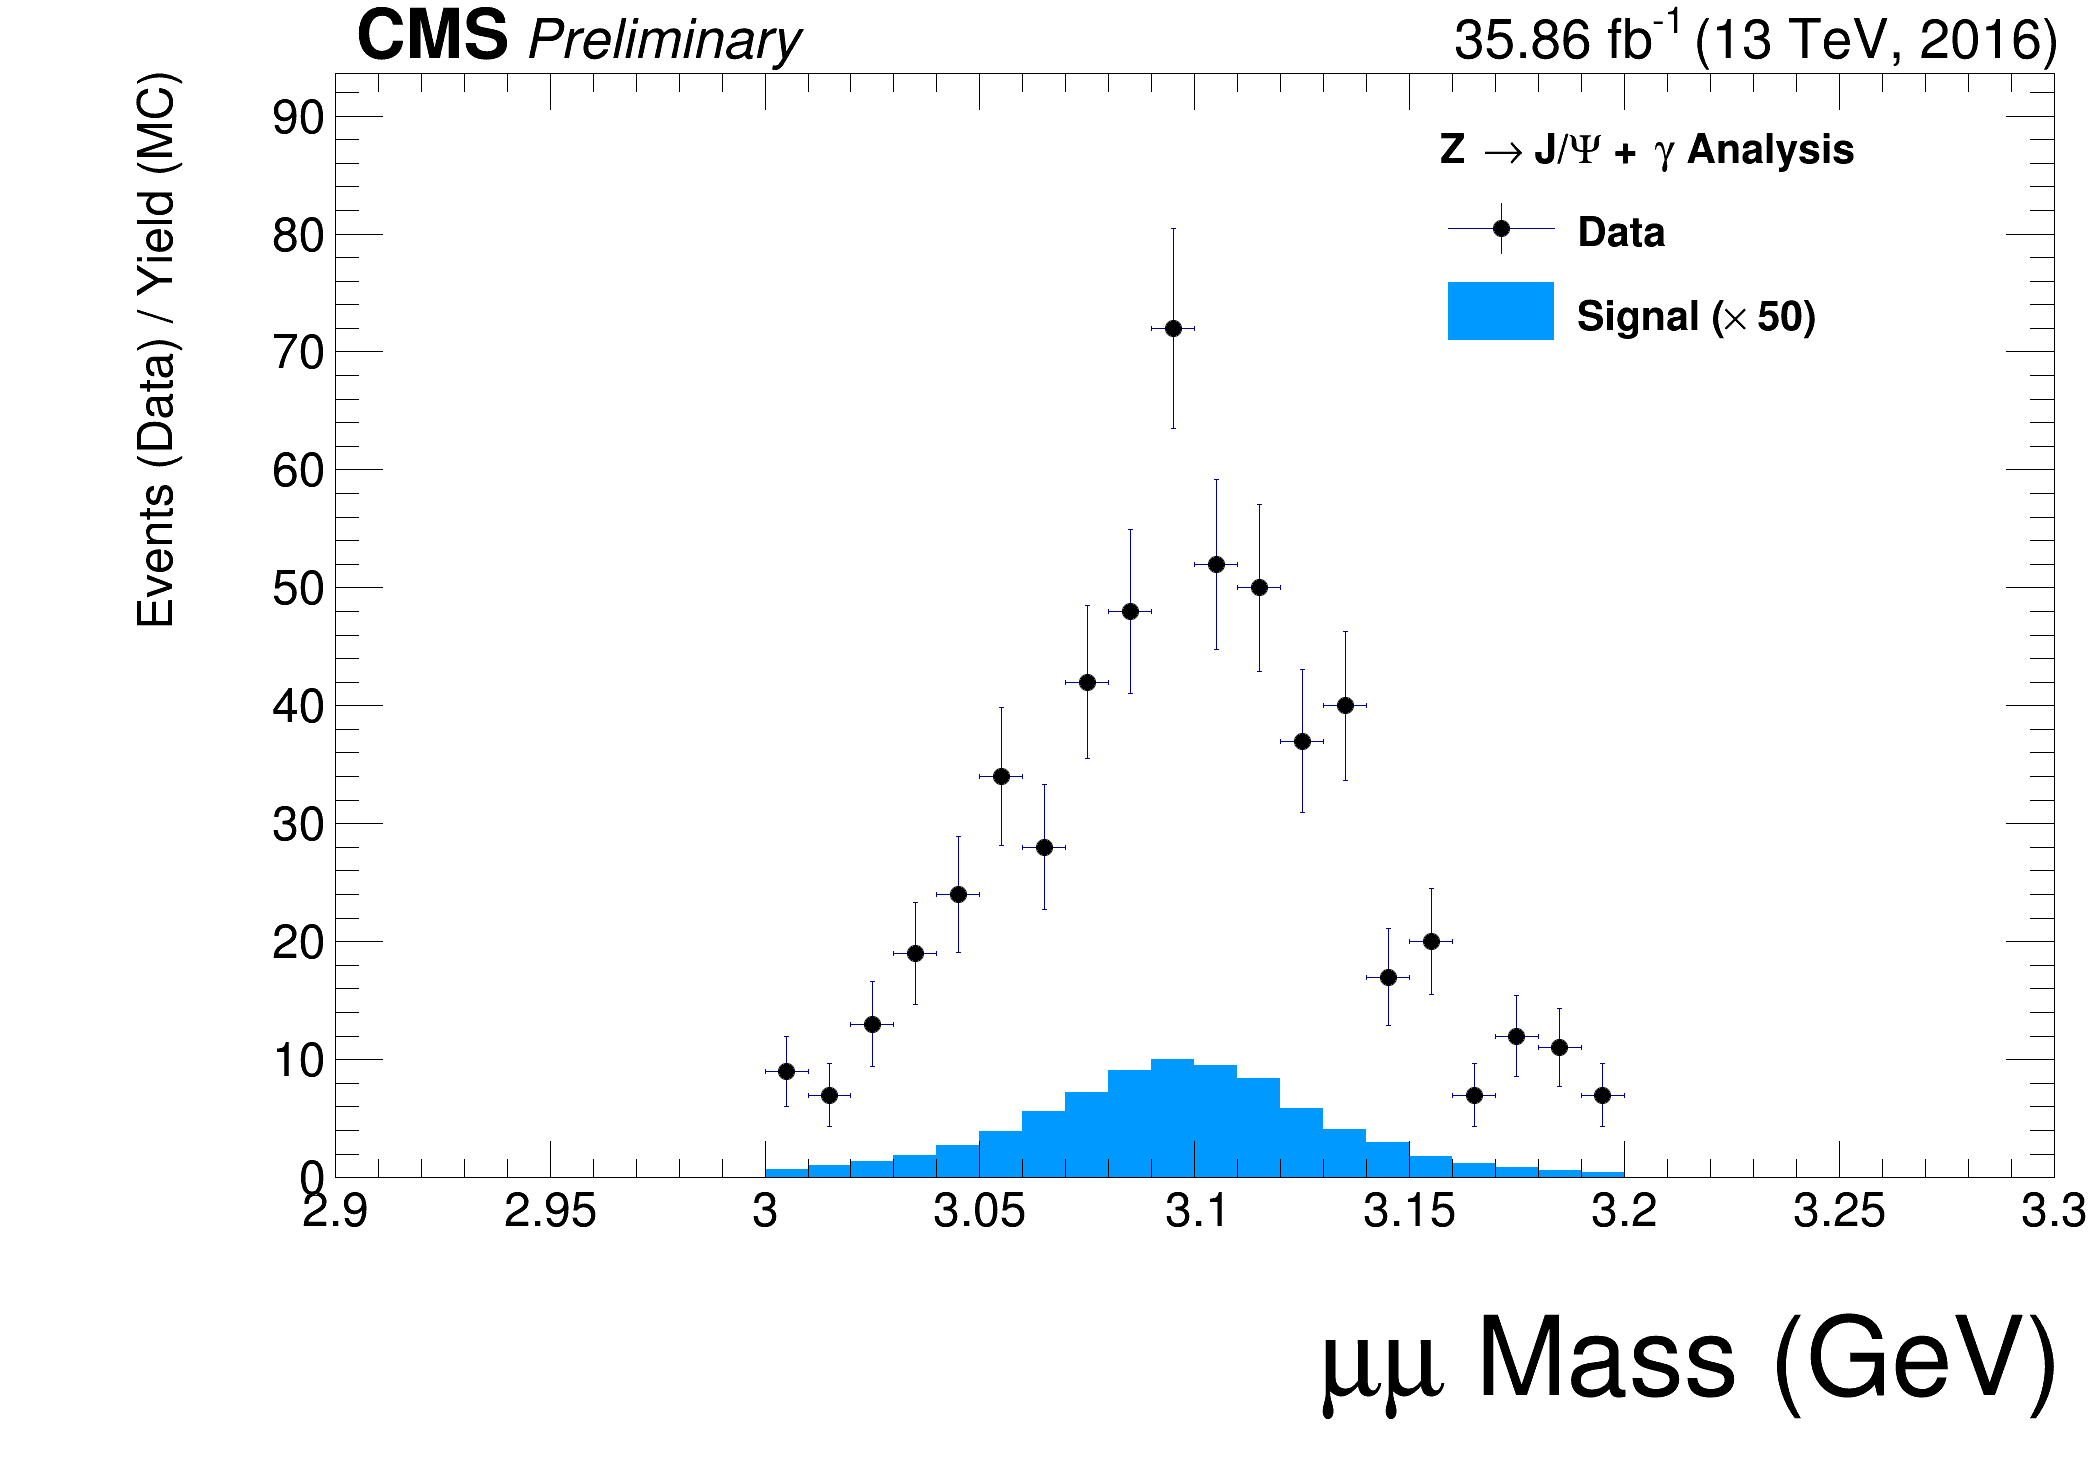 CMS Preliminary
35.86 fb⁻¹ (13 TeV, 2016)
Events (Data) / Yield (MC)
Z → J/Ψ + γ Analysis
Data
Signal (× 50)
90
80
70
60
50
40
30
20
10
0
2.9 2.95 3 3.05 3.1 3.15 3.2 3.25 3.3
μμ Mass (GeV)